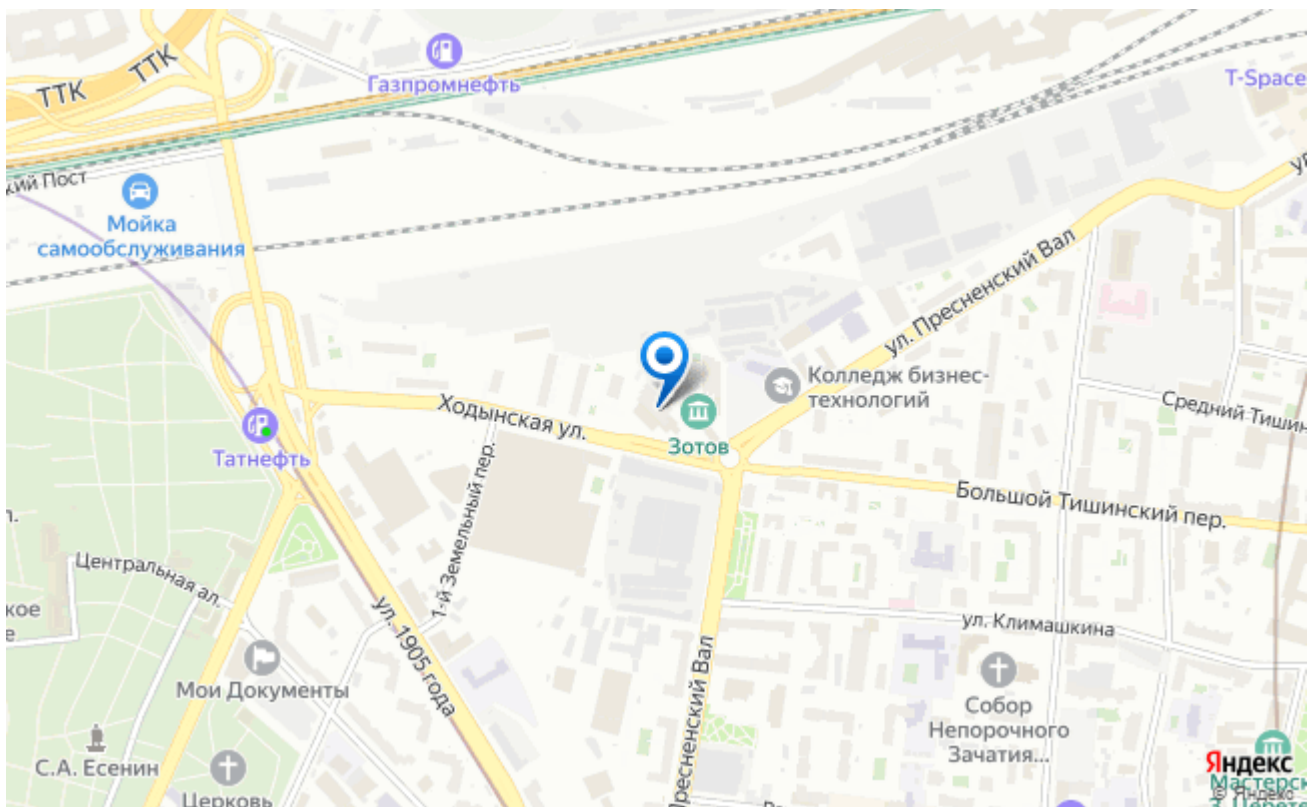 ТТК
ТТК
Газпромнефть
T-Space
Пост
Мойка
самообслуживания
ул. Пресненский Вал
Колледж бизнес-
технологий
Ходынская ул.
Зотов
Средний
Татнефть
1-й Земельный пер.
Большой Тишинский пер.
Центральная ал.
ул. 1905 года
ул. Климашкина
Мои Документы
Пресненский Вал
Собор
Непорочного
Зачатия...
С.А. Есенин
Церковь
Яндекс
© Яндекс